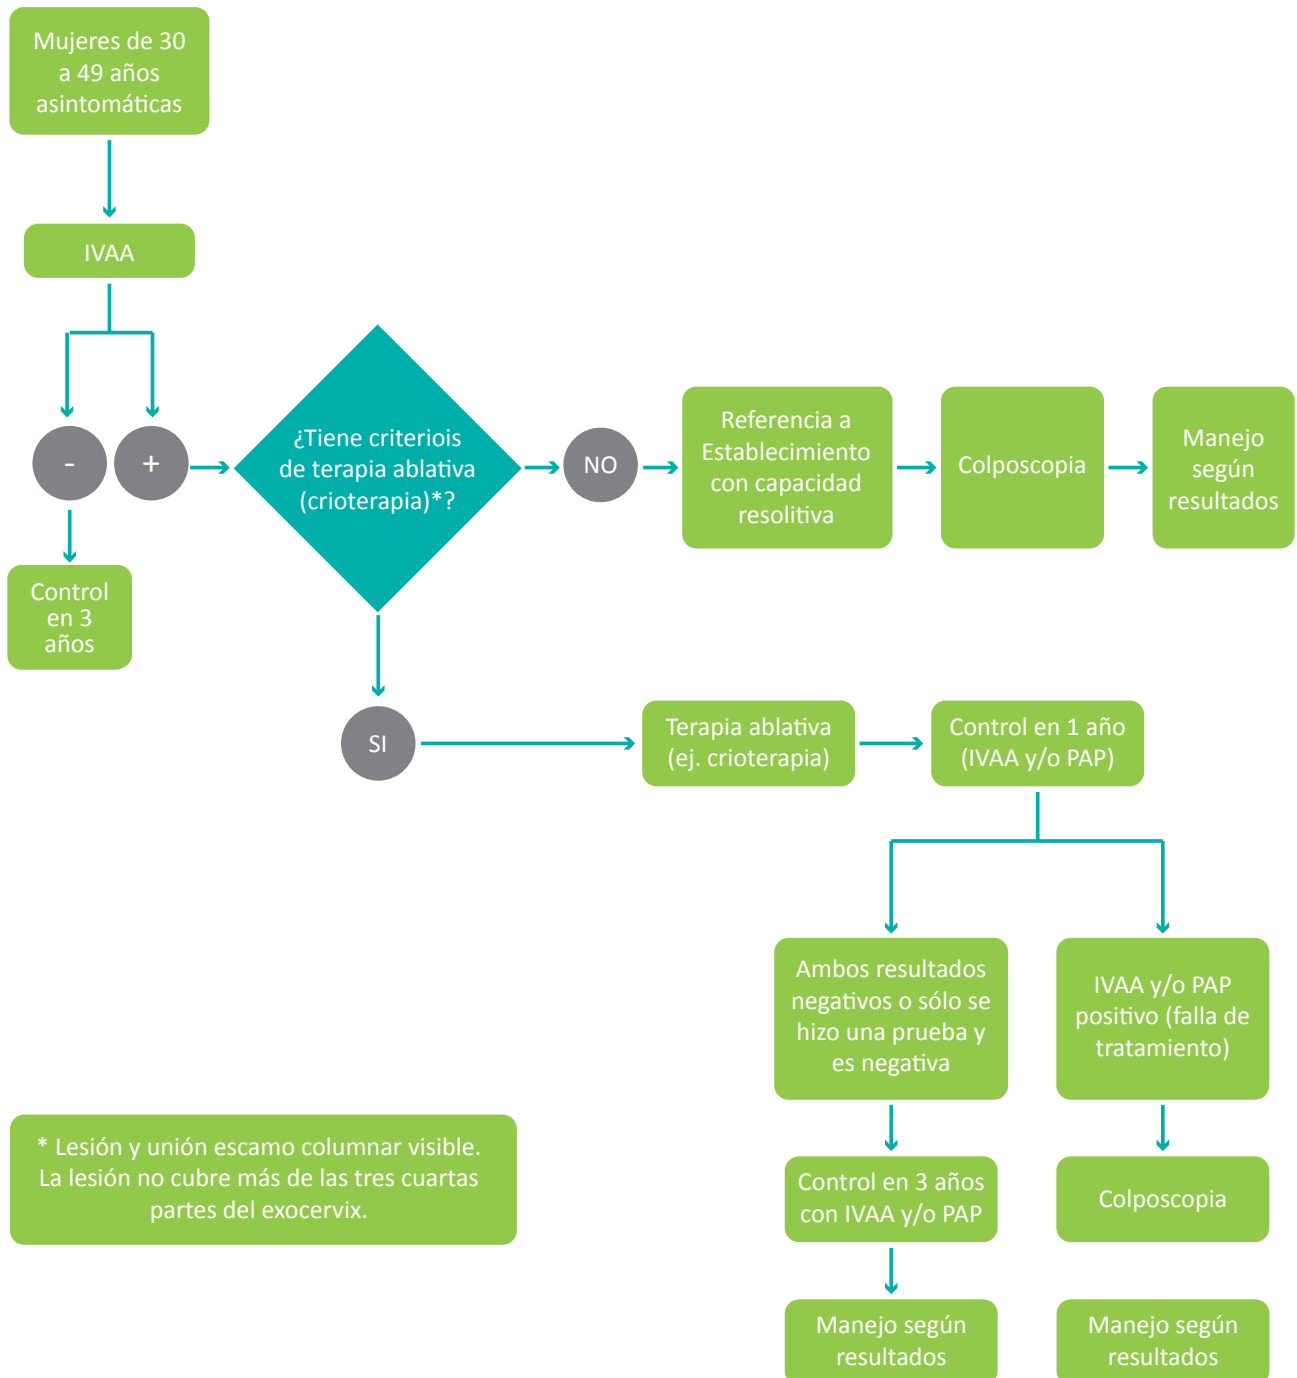 Mujeres de 30
a 49 años
asintomáticas
IVAA
-
+
¿Tiene criteriois
de terapia ablativa
(crioterapia)*?
NO
Referencia a
Establecimiento
con capacidad
resolitiva
Colposcopia
Manejo
según
resultados
Control
en 3
años
SI
Terapia ablativa
(ej. crioterapia)
Control en 1 año
(IVAA y/o PAP)
Ambos resultados
negativos o sólo se
hizo una prueba y
es negativa
IVAA y/o PAP
positivo (falla de
tratamiento)
* Lesión y unión escamo columnar visible.
La lesión no cubre más de las tres cuartas
partes del exocervix.
Control en 3 años
con IVAA y/o PAP
Colposcopia
Manejo según
resultados
Manejo según
resultados